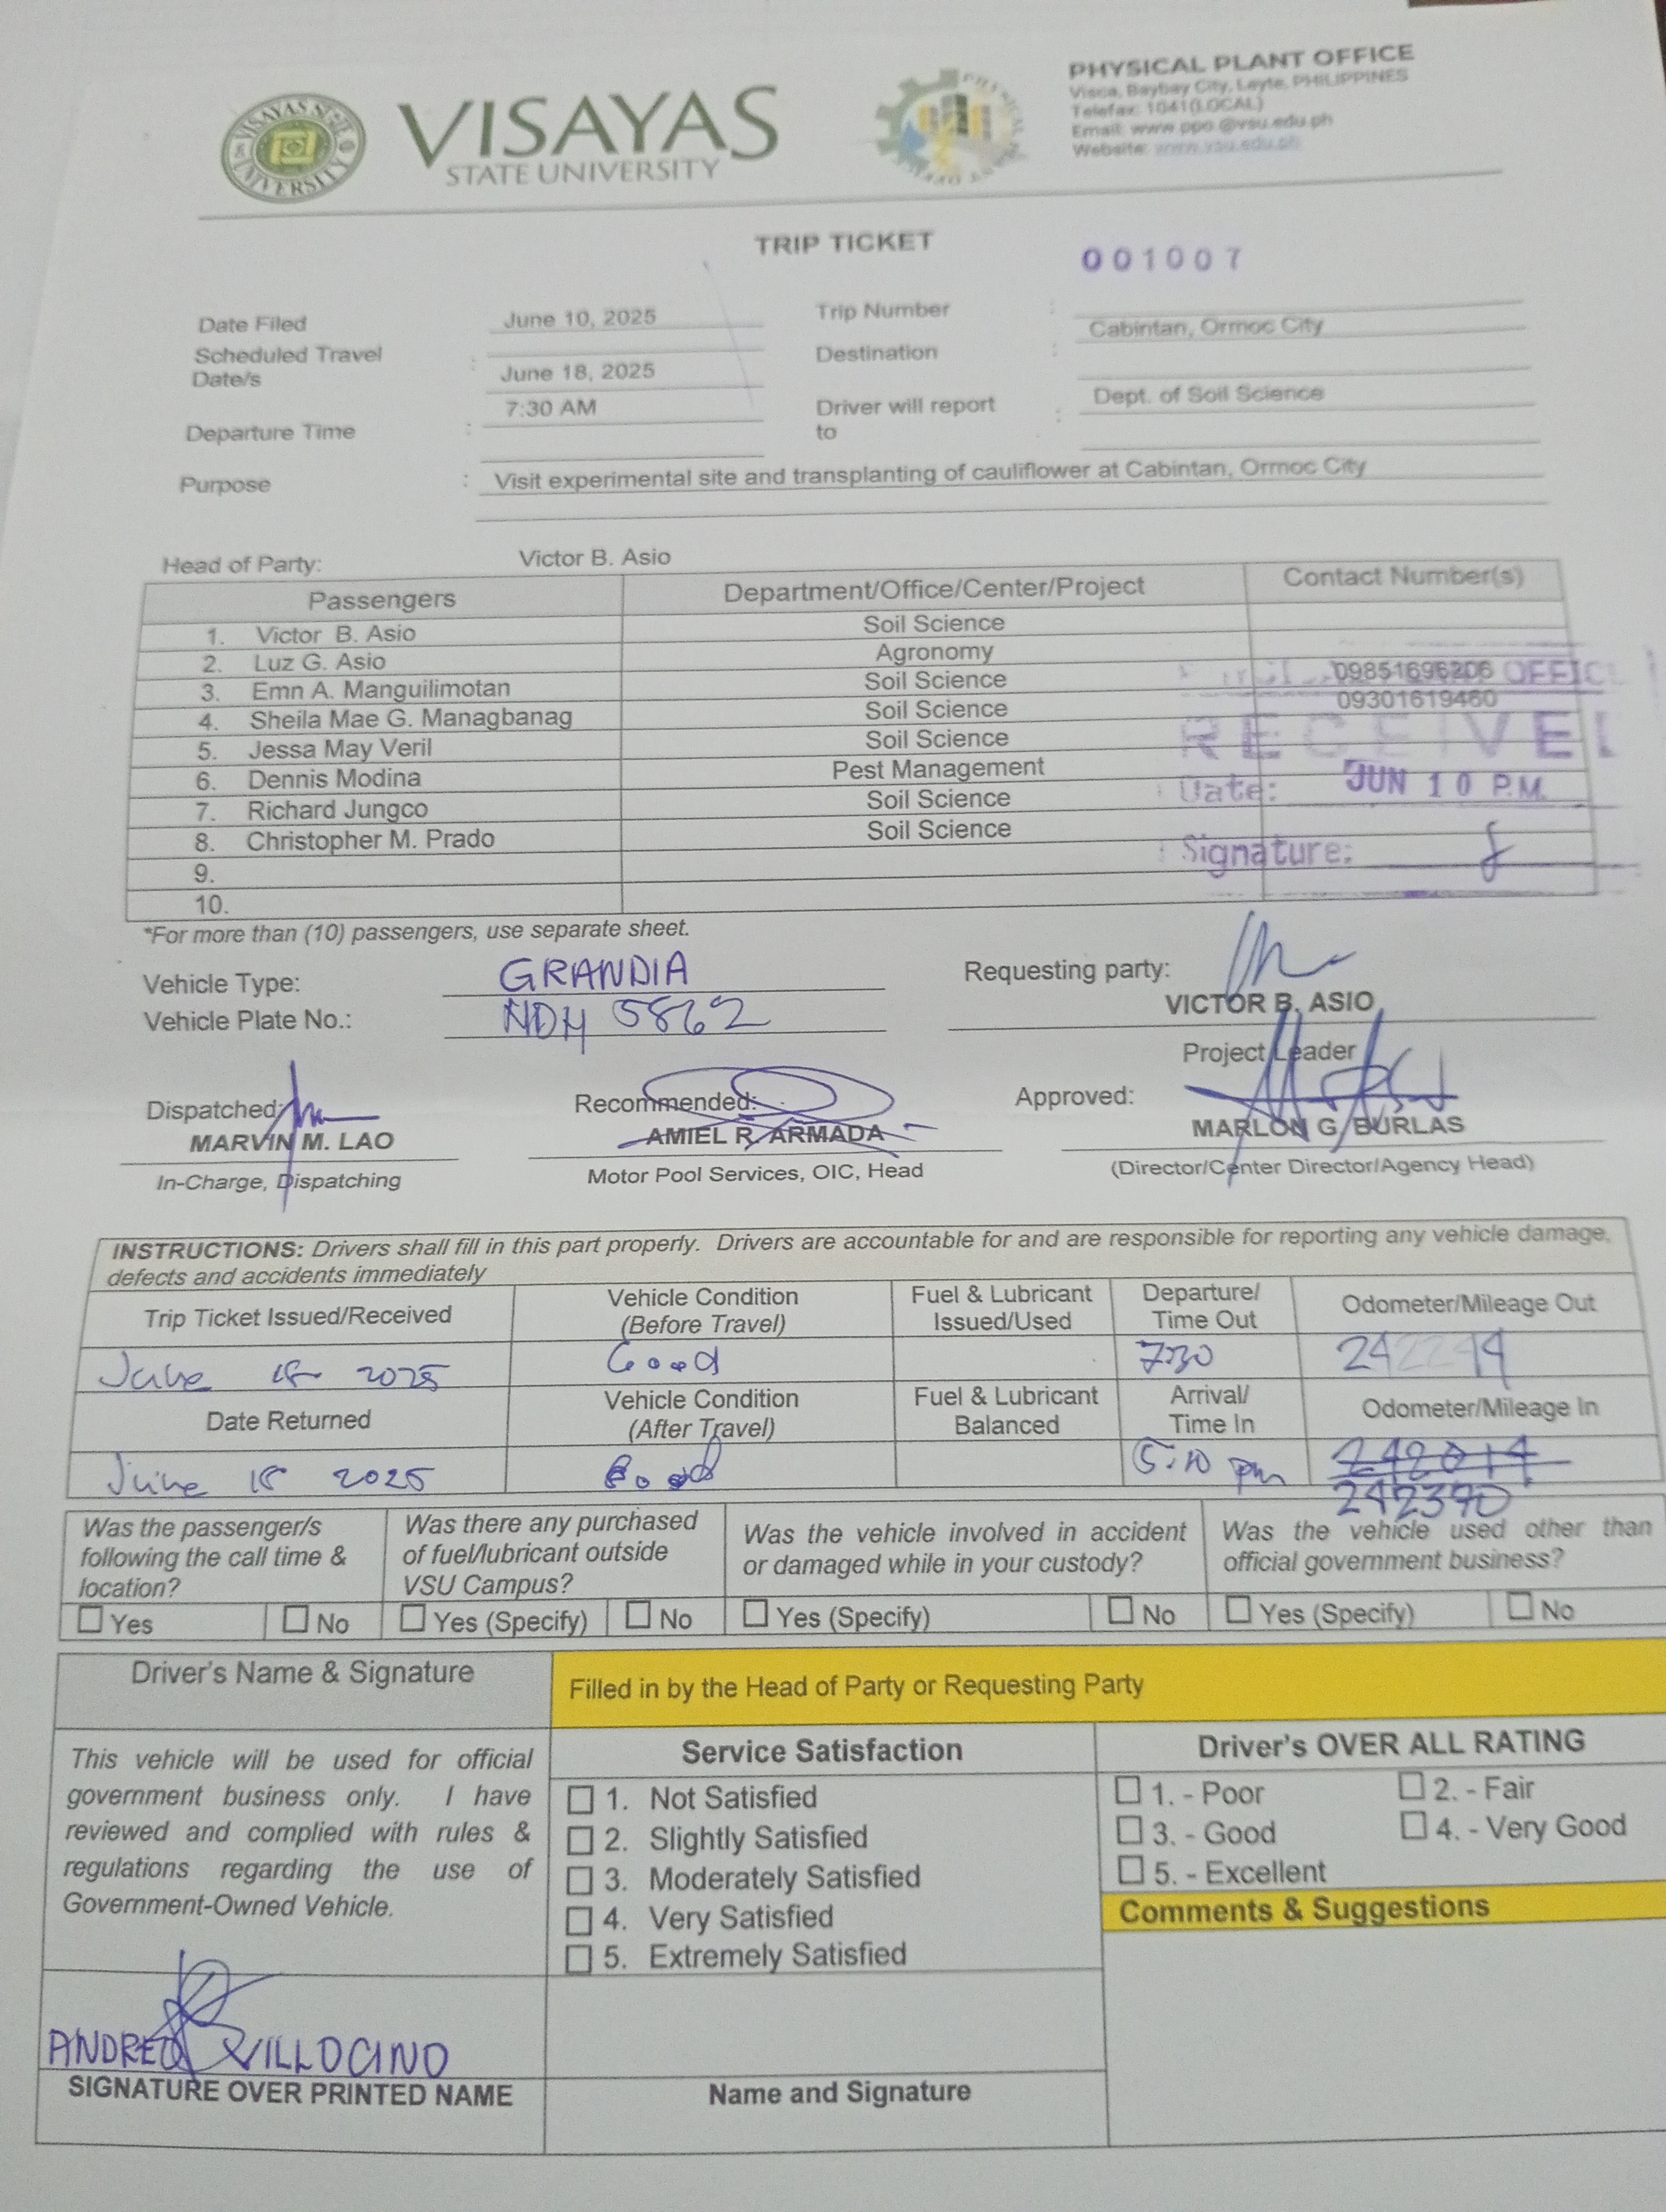 VISAYAS STATE UNIVERSITY
VISAYAS
STATE UNIVERSITY
PHYSICAL PLANT OFFICE
Visca, Baybay City, Leyte, PHILIPPINES
Telefax: 1041(LOCAL)
Email: www.ppo.@vsu.edu.ph
Website: www.vsu.edu.ph
TRIP TICKET
001007
Date Filed June 10, 2025 Trip Number :
Scheduled Travel Date/s : June 18, 2025 Destination : Cabintan, Ormoc City
Departure Time : 7:30 AM Driver will report to : Dept. of Soil Science
Purpose : Visit experimental site and transplanting of cauliflower at Cabintan, Ormoc City
Head of Party: Victor B. Asio
Passengers Department/Office/Center/Project Contact Number(s)
1. Victor B. Asio Soil Science
2. Luz G. Asio Agronomy
3. Emn A. Manguilimotan Soil Science 09851696206
4. Sheila Mae G. Managbanag Soil Science 09301619460
5. Jessa May Veril Soil Science
6. Dennis Modina Pest Management
7. Richard Jungco Soil Science
8. Christopher M. Prado Soil Science
9.
10.
OFFIC
RECEIVE
Date: JUN 10 P.M.
Signature:
*For more than (10) passengers, use separate sheet.
Vehicle Type: GRANDIA
Vehicle Plate No.: NDH 5862
Requesting party:
VICTOR B. ASIO
Project Leader
Dispatched:
MARVIN M. LAO
In-Charge, Dispatching
Recommended:
AMIEL R. ARMADA
Motor Pool Services, OIC, Head
Approved:
MARLON G. BURLAS
(Director/Center Director/Agency Head)
INSTRUCTIONS: Drivers shall fill in this part properly. Drivers are accountable for and are responsible for reporting any vehicle damage,
defects and accidents immediately
Trip Ticket Issued/Received Vehicle Condition (Before Travel) Fuel & Lubricant Issued/Used Departure/ Time Out Odometer/Mileage Out
June 18 2025 Good 7:30
Date Returned Vehicle Condition (After Travel) Fuel & Lubricant Balanced Arrival/ Time In Odometer/Mileage In
June 18 2025 Good 5:10 pm
242370
Was the passenger/s following the call time & location?
Was there any purchased of fuel/lubricant outside VSU Campus?
Was the vehicle involved in accident or damaged while in your custody?
Was the vehicle used other than official government business?
Yes No Yes (Specify) No Yes (Specify) No Yes (Specify) No
Driver's Name & Signature
Filled in by the Head of Party or Requesting Party
This vehicle will be used for official
government business only. I have
reviewed and complied with rules &
regulations regarding the use of
Government-Owned Vehicle.
Service Satisfaction
1. Not Satisfied
2. Slightly Satisfied
3. Moderately Satisfied
4. Very Satisfied
5. Extremely Satisfied
Driver's OVER ALL RATING
1. - Poor 2. - Fair
3. - Good 4. - Very Good
5. - Excellent
Comments & Suggestions
ANDREO VILLOCINO
SIGNATURE OVER PRINTED NAME
Name and Signature